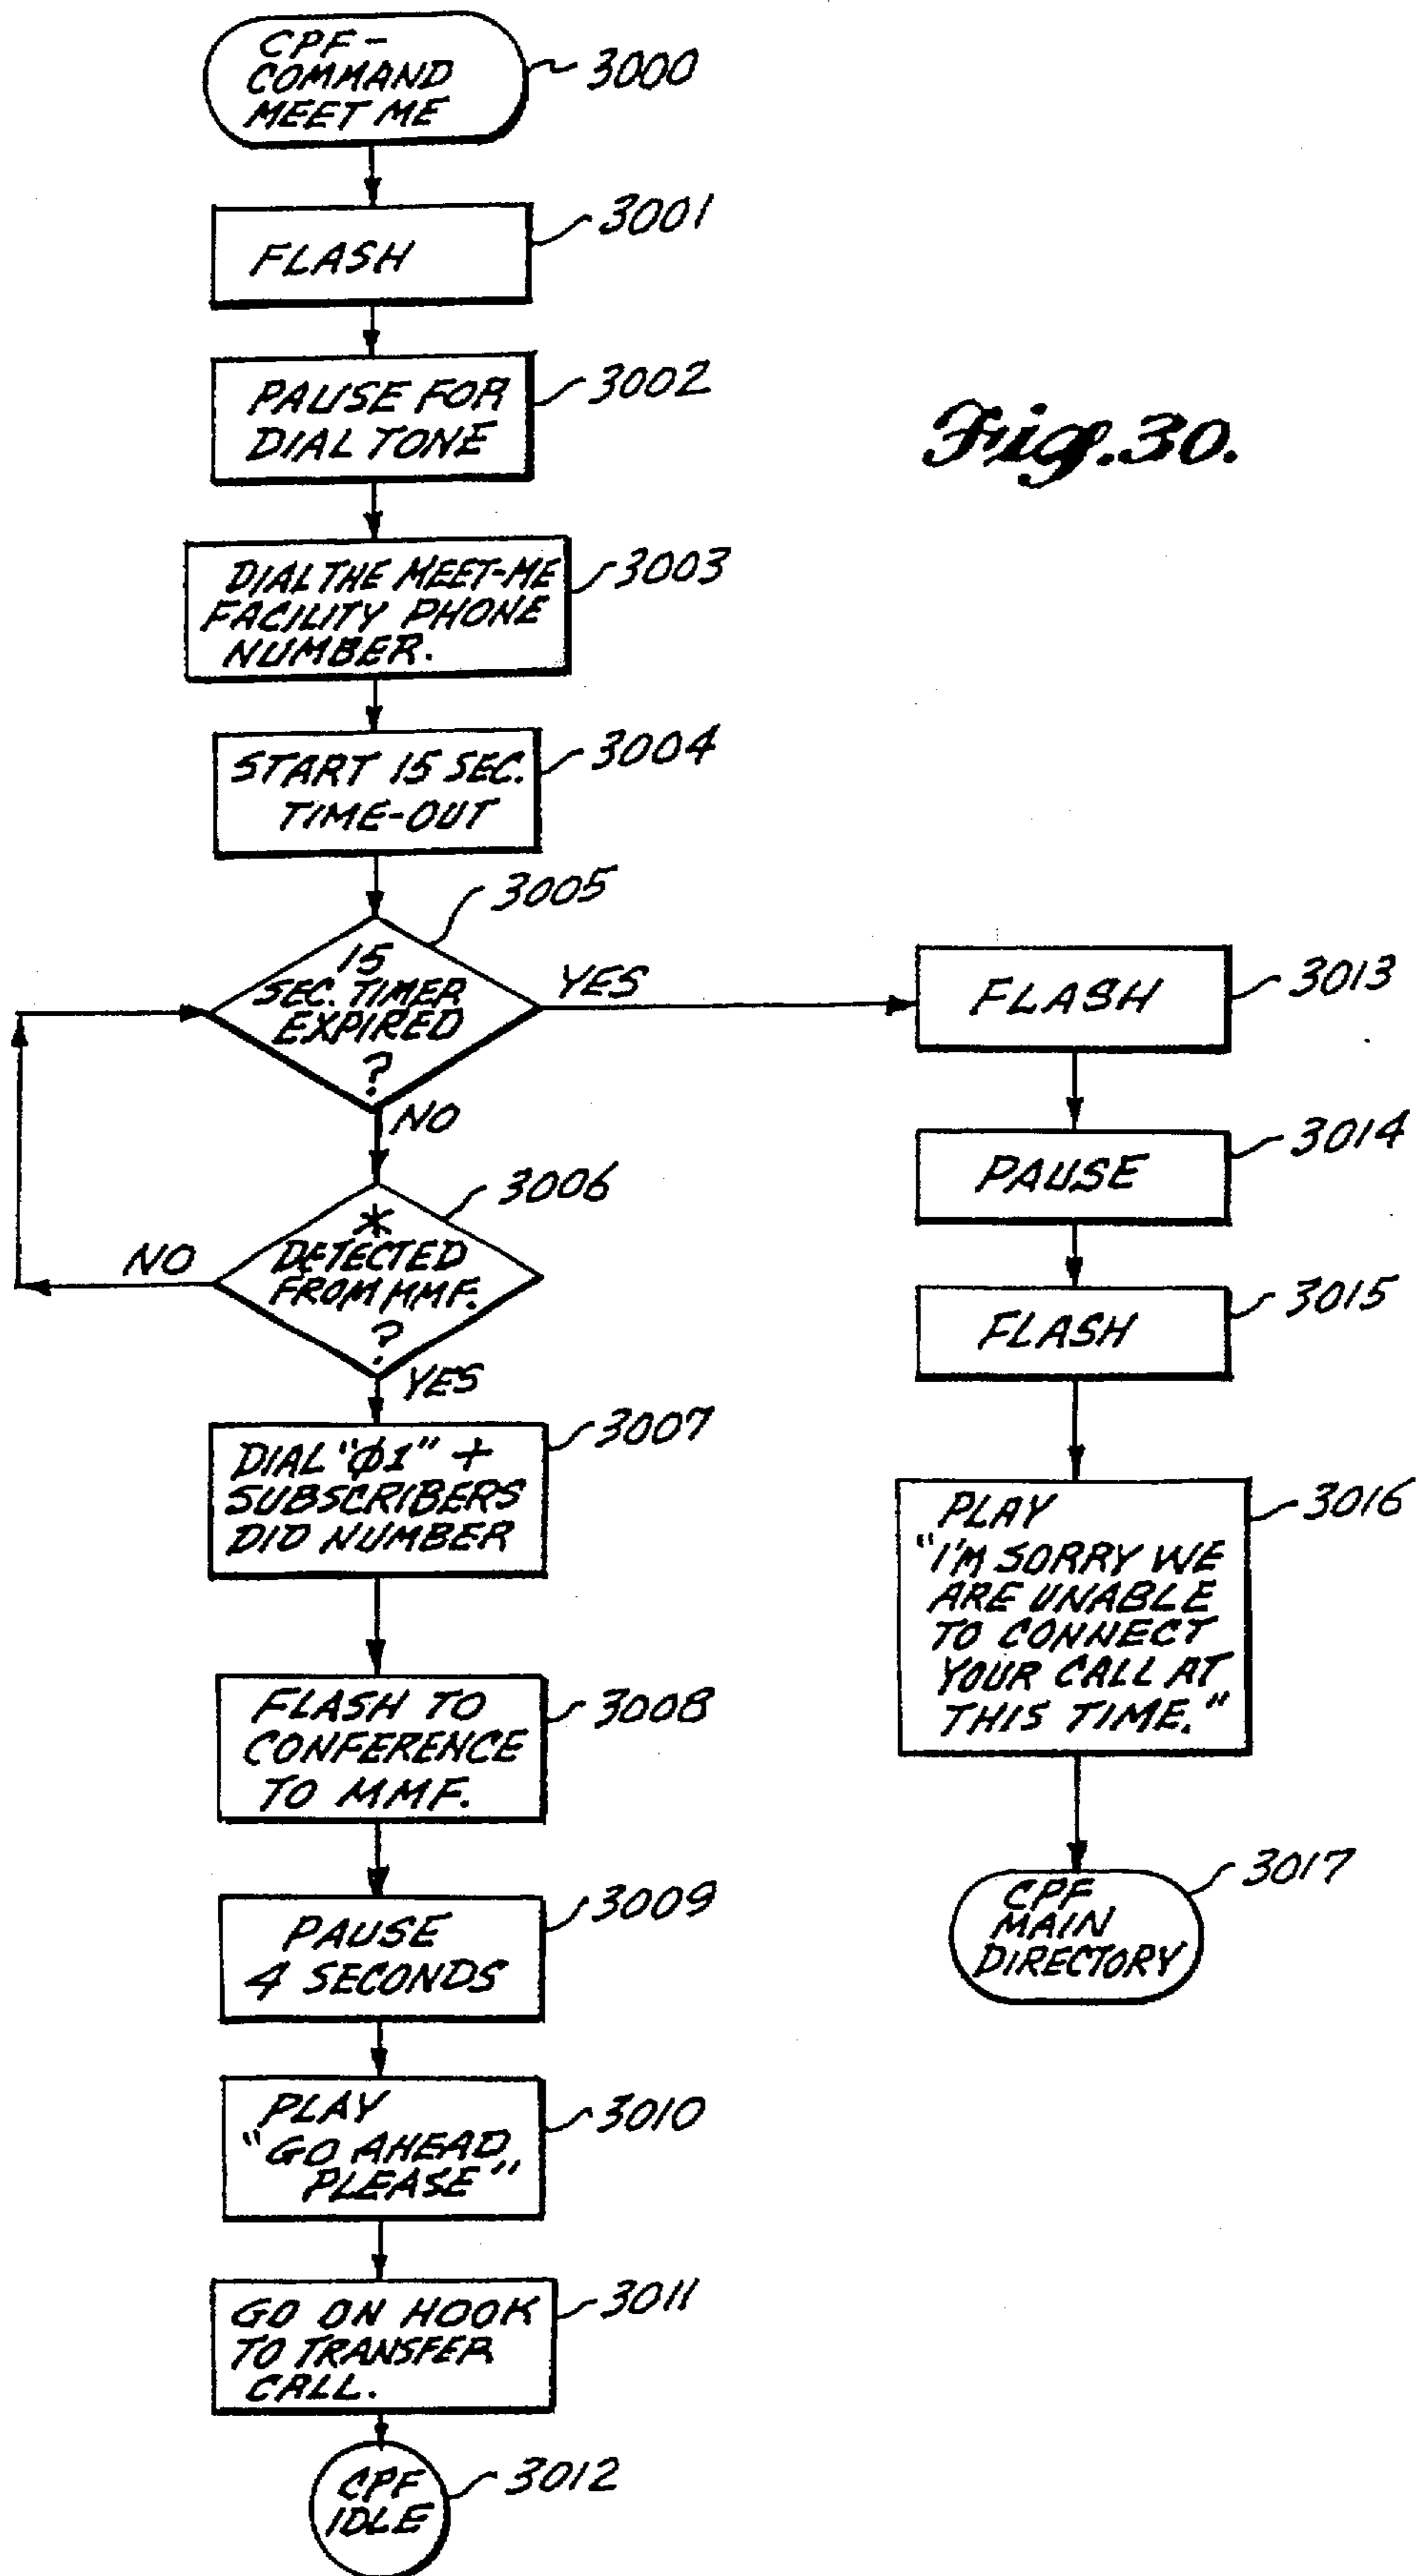 CPF-
COMMAND
MEET ME
3000
FLASH
3001
PAUSE FOR
DIAL TONE
3002
Fig. 30.
DIAL THE MEET-ME
FACILITY PHONE
NUMBER.
3003
START 15 SEC.
TIME-OUT
3004
3005
15
SEC. TIMER
EXPIRED
?
YES
NO
FLASH
3013
3006
*
DETECTED
FROM MMF.
?
NO
YES
PAUSE
3014
FLASH
3015
DIAL "Ø1" +
SUBSCRIBERS
DID NUMBER
3007
PLAY
"I'M SORRY WE
ARE UNABLE
TO CONNECT
YOUR CALL AT
THIS TIME."
3016
FLASH TO
CONFERENCE
TO MMF.
3008
PAUSE
4 SECONDS
3009
CPF
MAIN
DIRECTORY
3017
PLAY
"GO AHEAD
PLEASE"
3010
GO ON HOOK
TO TRANSFER
CALL.
3011
CPF
IDLE
3012